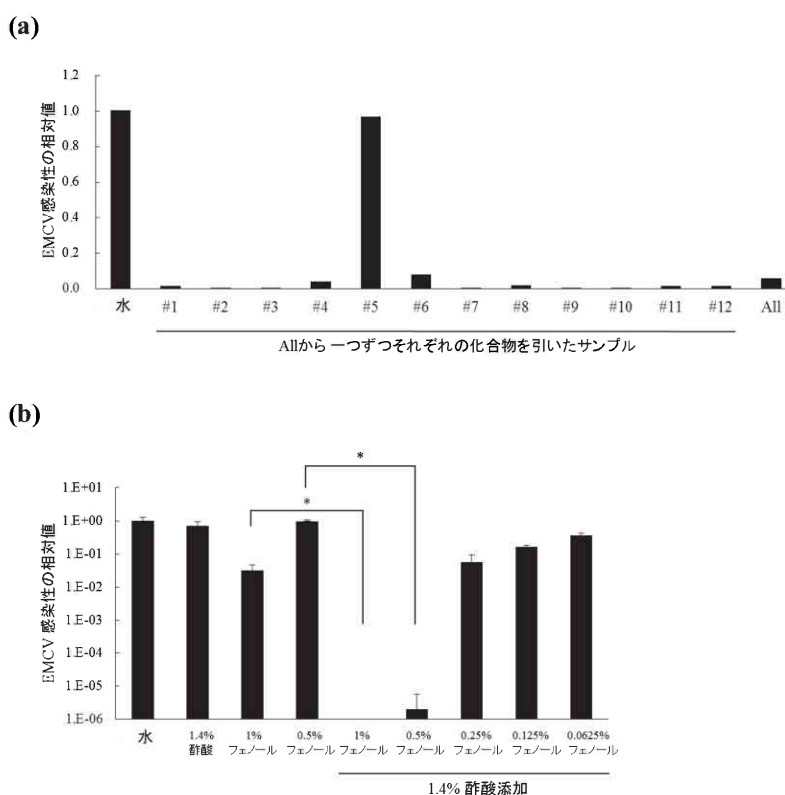 (a)
EMCV感染性の相対値
1.2
1.0
0.8
0.6
0.4
0.2
0.0
水 #1 #2 #3 #4 #5 #6 #7 #8 #9 #10 #11 #12 All
Allから一つずつそれぞれの化合物を引いたサンプル
(b)
EMCV 感染性の相対値
*
*
1.E+01
1.E+00
1.E-01
1.E-02
1.E-03
1.E-04
1.E-05
1.E-06
水 1.4% 1% 0.5% 1% 0.5% 0.25% 0.125% 0.0625%
酢酸 フェノール フェノール フェノール フェノール フェノール フェノール フェノール
1.4% 酢酸添加